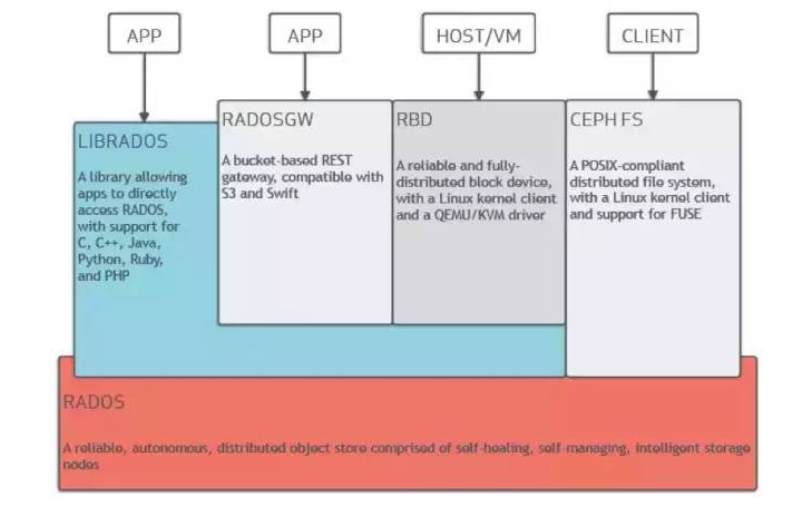 APP
APP
HOST/VM
CLIENT
LIBRADOS
A library allowing
apps to directly
access RADOS,
with support for
C, C++, Java,
Python, Ruby,
and PHP
RADOSGW
A bucket-based REST
gateway, compatible with
S3 and Swift
RBD
A reliable and fully-
distributed block device,
with a Linux kernel client
and a QEMU/KVM driver
CEPH FS
A POSIX-compliant
distributed file system,
with a Linux kernel client
and support for FUSE
RADOS
A reliable, autonomous, distributed object store comprised of self-healing, self-managing, intelligent storage
nodes